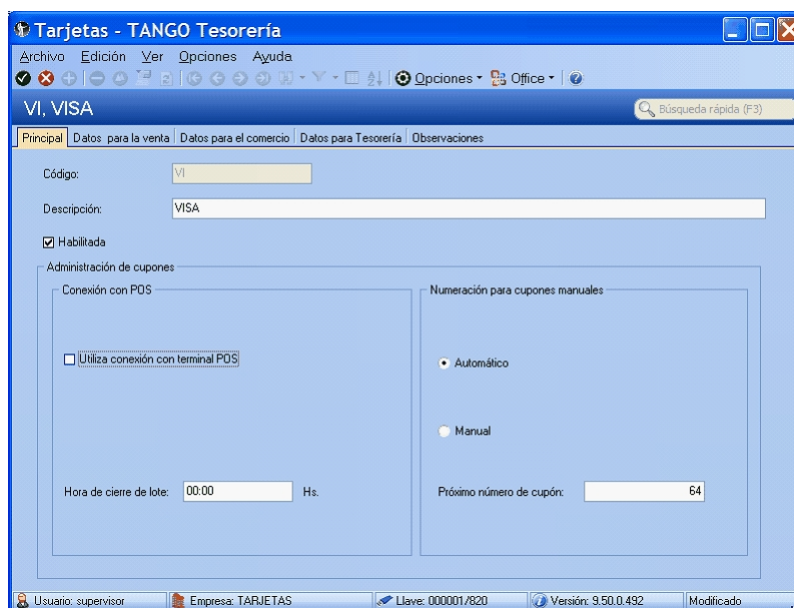 Tarjetas - TANGO Tesorería
Archivo Edición Ver Opciones Ayuda
Opciones Office
VI, VISA
Búsqueda rápida (F3)
Principal Datos para la venta Datos para el comercio Datos para Tesorería Observaciones
Código: VI
Descripción: VISA
Habilitada
Administración de cupones
Conexión con POS Numeración para cupones manuales
Utiliza conexión con terminal POS
Automático
Manual
Hora de cierre de lote: 00:00 Hs. Próximo número de cupón: 64
Usuario: supervisor Empresa: TARJETAS Llave: 000001/820 Versión: 9.50.0.492 Modificado